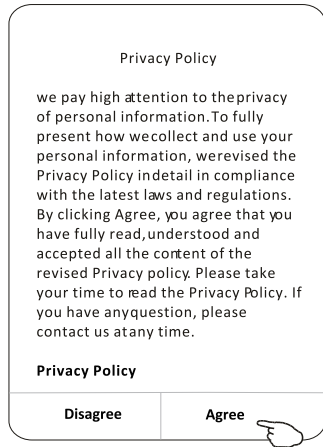 Privacy Policy
we pay high attention to theprivacy
of personal information.To fully
present how wecollect and use your
personal information, werevised the
Privacy Policy indetail in compliance
with the latest laws and regulations.
By clicking Agree, you agree that you
have fully read,understood and
accepted all the content of the
revised Privacy policy. Please take
your time to read the Privacy Policy. If
you have anyquestion, please
contact us atany time.
Privacy Policy
Disagree Agree